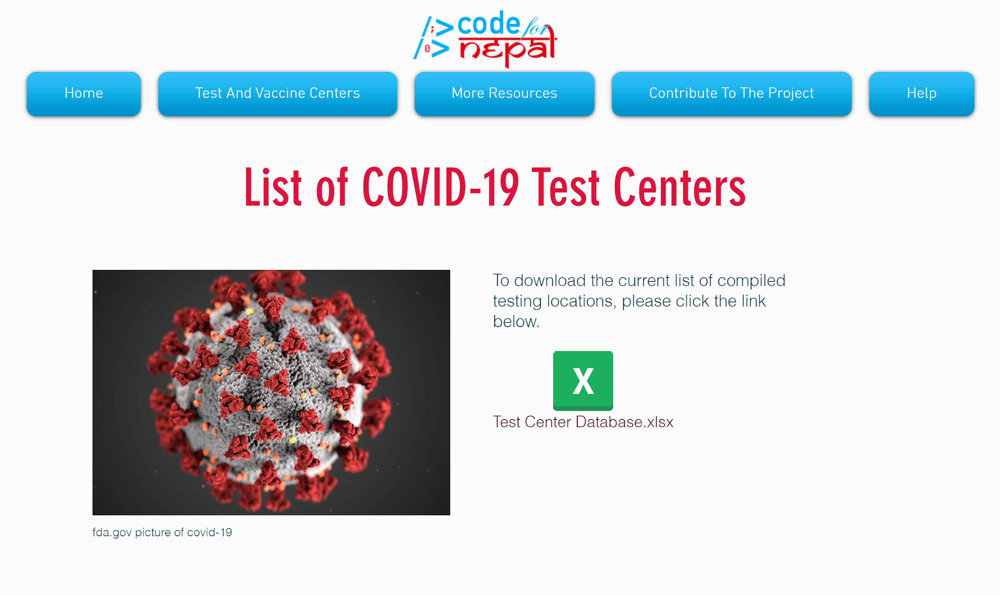 code for
nepal
Home
Test And Vaccine Centers
More Resources
Contribute To The Project
Help
List of COVID-19 Test Centers
To download the current list of compiled
testing locations, please click the link
below.
X
Test Center Database.xlsx
fda.gov picture of covid-19